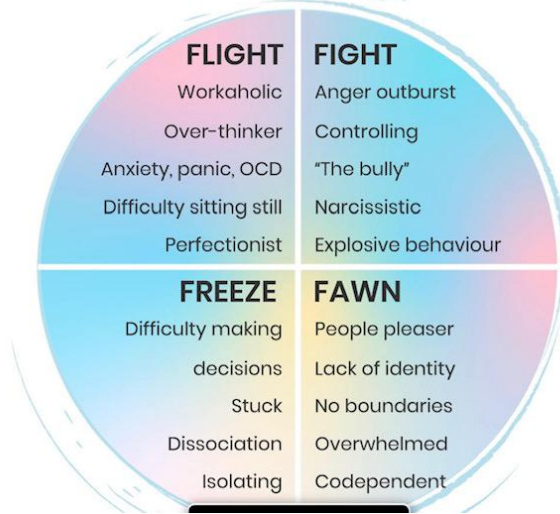 FLIGHT
Workaholic
Over-thinker
Anxiety, panic, OCD
Difficulty sitting still
Perfectionist
FIGHT
Anger outburst
Controlling
“The bully”
Narcissistic
Explosive behaviour
FREEZE
Difficulty making
decisions
Stuck
Dissociation
Isolating
FAWN
People pleaser
Lack of identity
No boundaries
Overwhelmed
Codependent